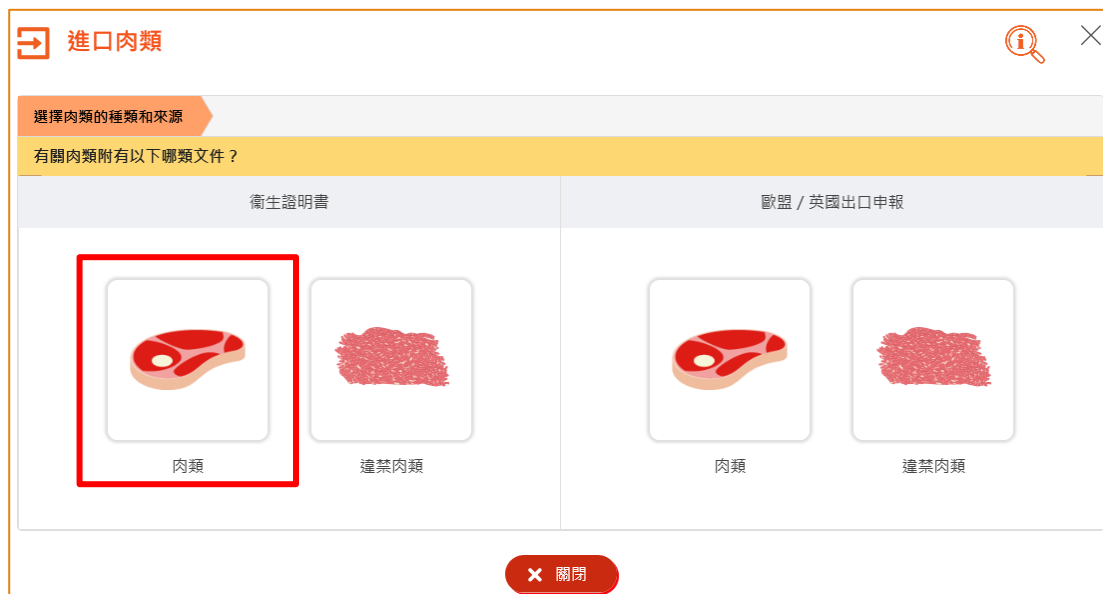 進口肉類
選擇肉類的種類和來源
有關肉類附有以下哪類文件？
衞生證明書
歐盟 / 英國出口申報
肉類
違禁肉類
肉類
違禁肉類
關閉